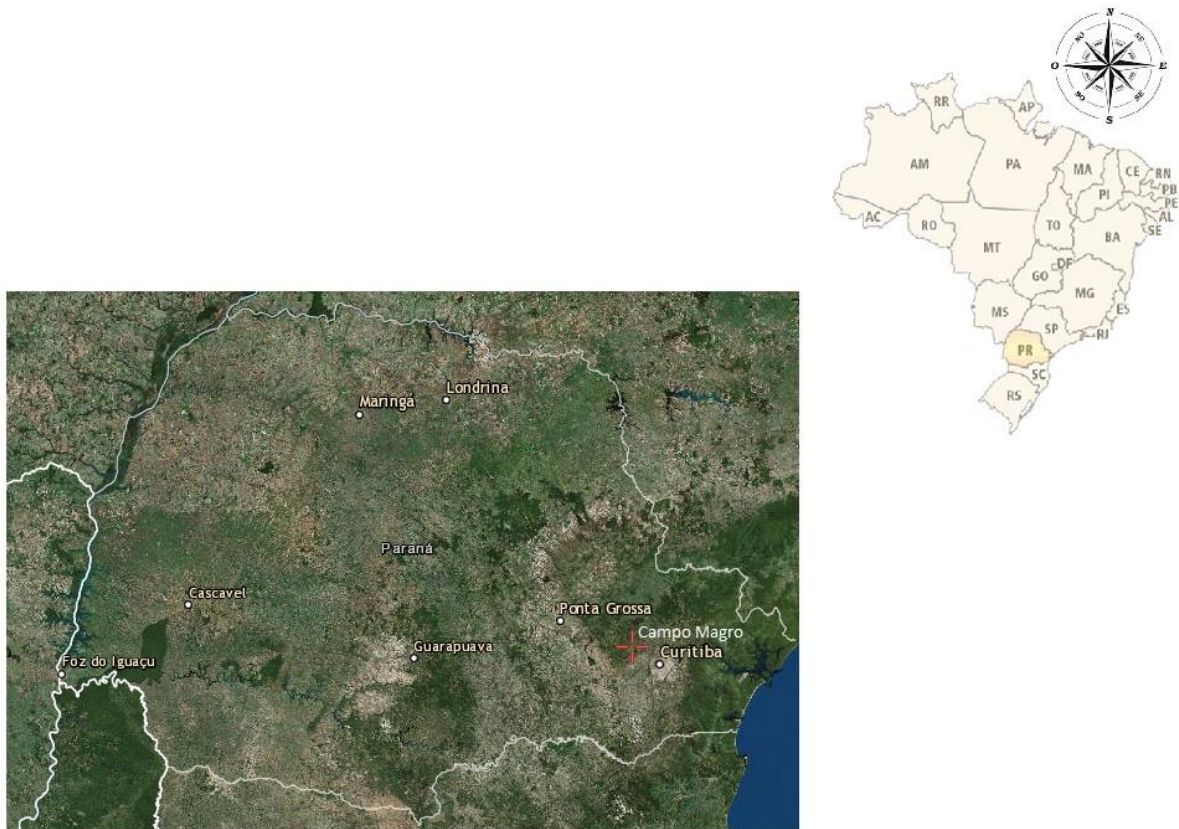 N
NO
NE
O
E
SO
SE
S
RR
AP
AM
PA
MA
CE
RN
PB
PE
AL
SE
PI
AC
RO
TO
BA
MT
DF
GO
MG
ES
MS
SP
RJ
PR
SC
RS
Londrina
Maringá
Paraná
Cascavel
Ponta Grossa
Campo Magro
Curitiba
Guarapuava
Foz do Iguaçu